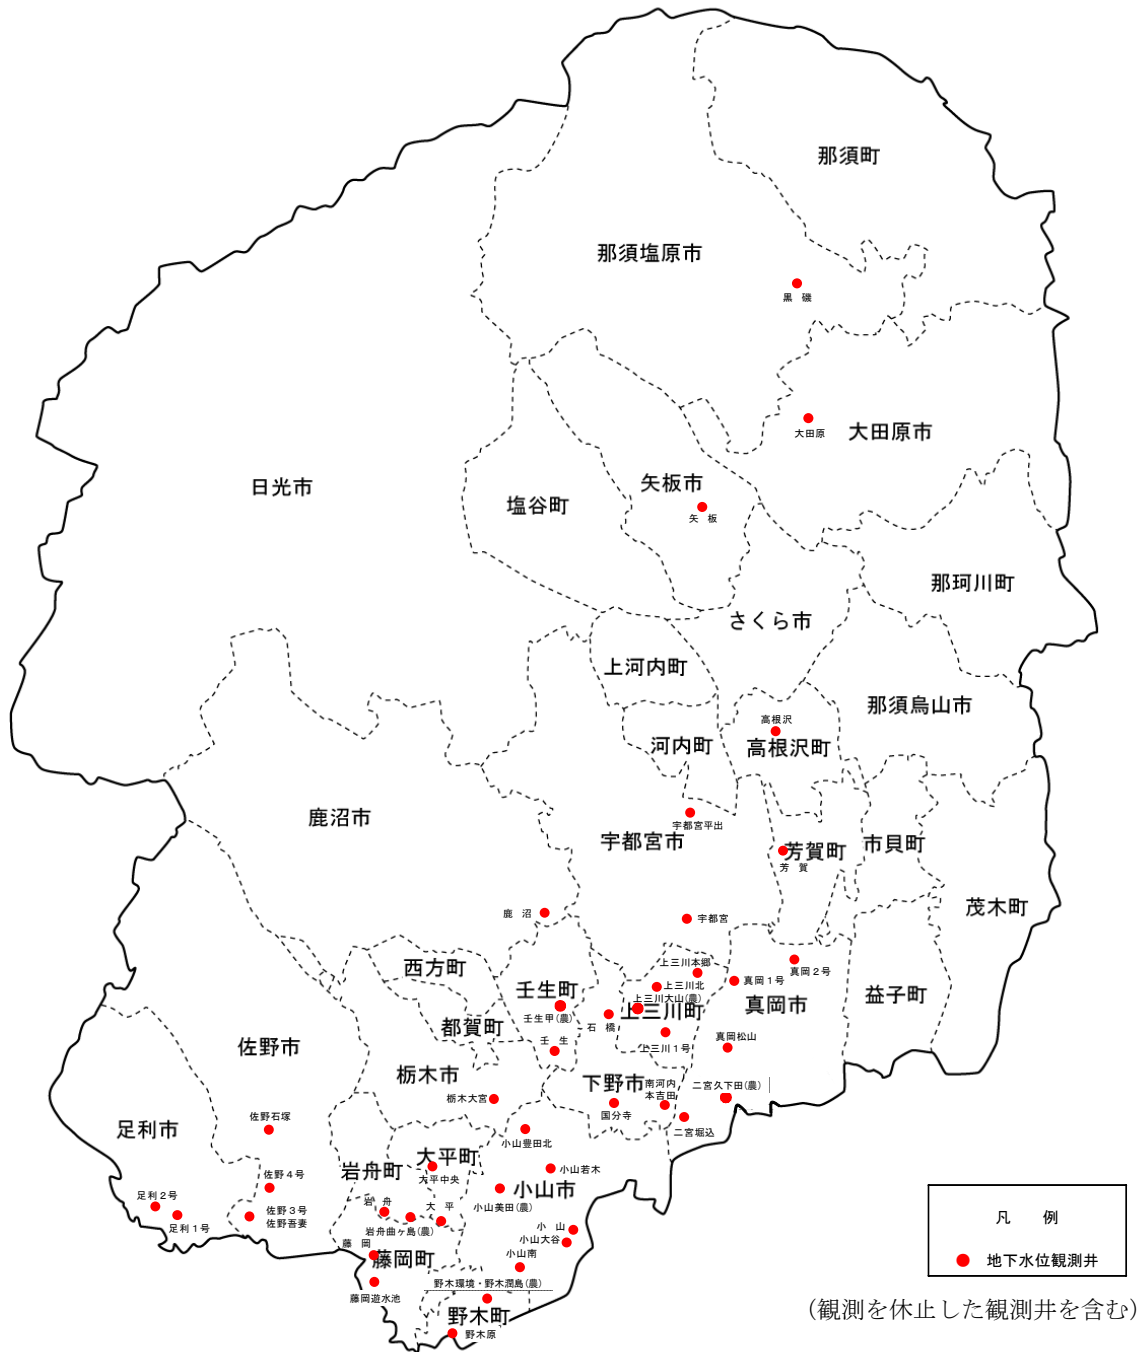 那須町
那須塩原市
黒　磯
大田原
大田原市
矢板市
日光市
塩谷町
矢　板
那珂川町
さくら市
上河内町
那須烏山市
高根沢
河内町
高根沢町
鹿沼市
宇都宮平出
宇都宮市
芳賀町
市貝町
芳　賀
茂木町
鹿　沼
宇都宮
西方町
上三川本郷
真岡２号
真岡１号
上三川北
壬生町
上三川大山(農)
益子町
真岡市
上三川町
壬生甲(農)
都賀町
石　橋
佐野市
壬　生
上三川１号
真岡松山
栃木市
下野市
南河内
本吉田
二宮久下田(農)
栃木大宮
国分寺
佐野石塚
足利市
二宮堀込
小山豊田北
大平町
岩舟町
小山若木
大平中央
佐野４号
小山市
足利２号
岩　舟
小山美田(農)
佐野３号
佐野吾妻
大　平
足利１号
岩舟曲ヶ島(農)
小　山
小山大谷
藤　岡
小山南
藤岡町
野木環境・野木潤島(農)
藤岡遊水池
野木町
野木原
凡　例
地下水位観測井
(観測を休止した観測井を含む)